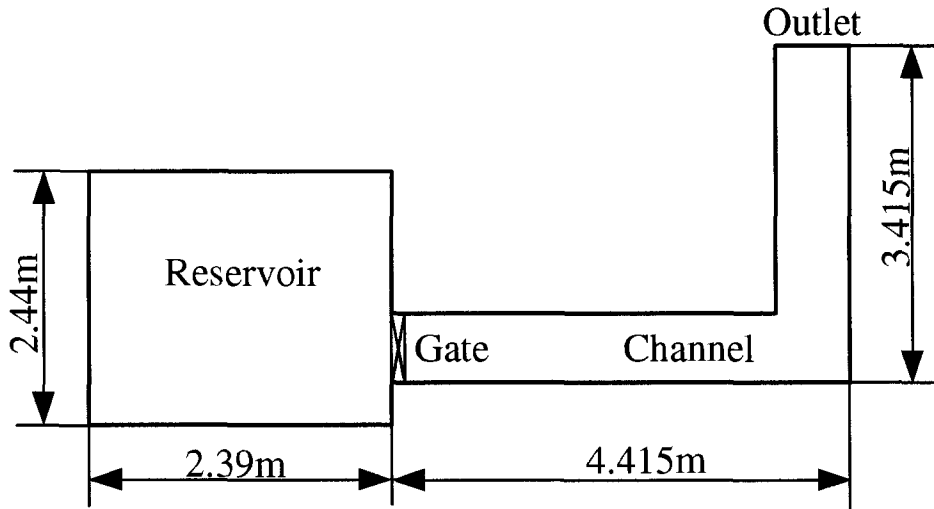 Outlet
Reservoir
2.44m
3.415m
Gate
Channel
2.39m
4.415m